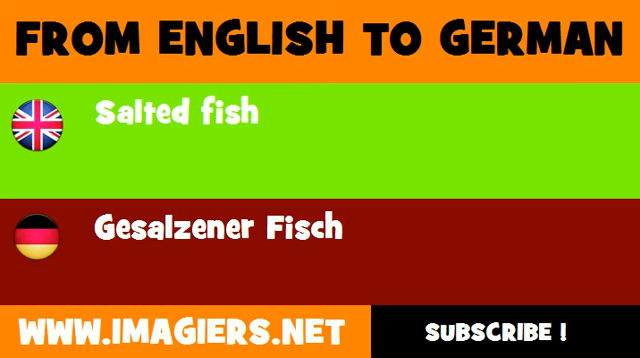 FROM ENGLISH TO GERMAN
Salted fish
Gesalzener Fisch
WWW.IMAGIERS.NET
SUBSCRIBE !